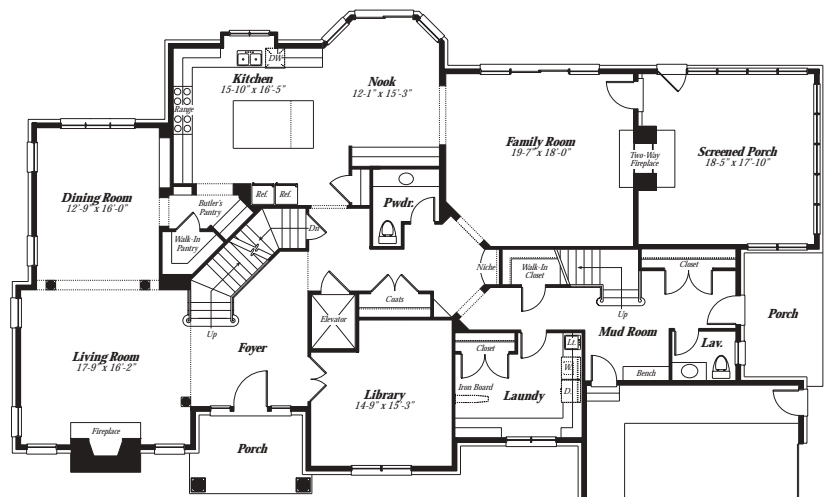 Kitchen
15-10" x 16'-5"
DW
Range
Nook
12-1" x 15'-3"
Family Room
19-7" x 18'-0"
Two-Way
Fireplace
Screened Porch
18-5" x 17'-10"
Dining Room
12'-9" x 16'-0"
Butler's
Pantry
Walk-In
Pantry
Ref.
Ref.
Pwdr.
Dn
Up
Niche
Walk-In
Closet
Closet
Up
Elevator
Coats
Mud Room
Porch
Living Room
17-9" x 16'-2"
Foyer
Library
14-9" x 15'-3"
Closet
Iron Board
Laundy
Lt.
W.
D.
Bench
Lav.
Fireplace
Porch